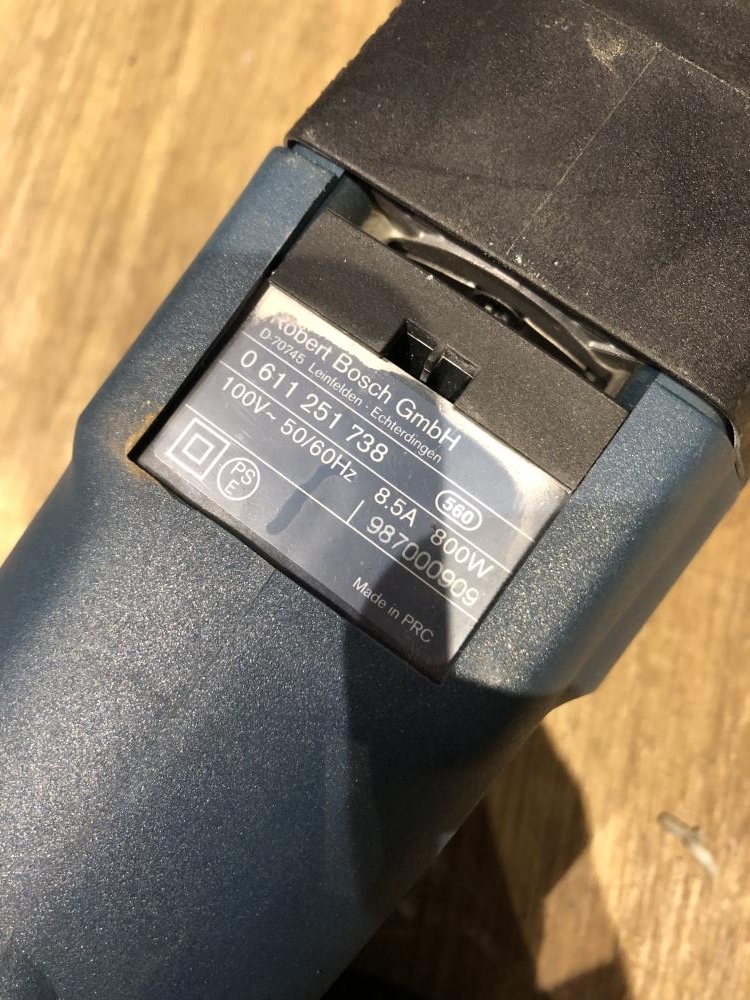 Robert Bosch GmbH
D-70745 Leinfelden - Echterdingen
0 611 251 738
560
100V~ 50/60Hz 8.5A 800W
987000909
PS
E
Made in PRC